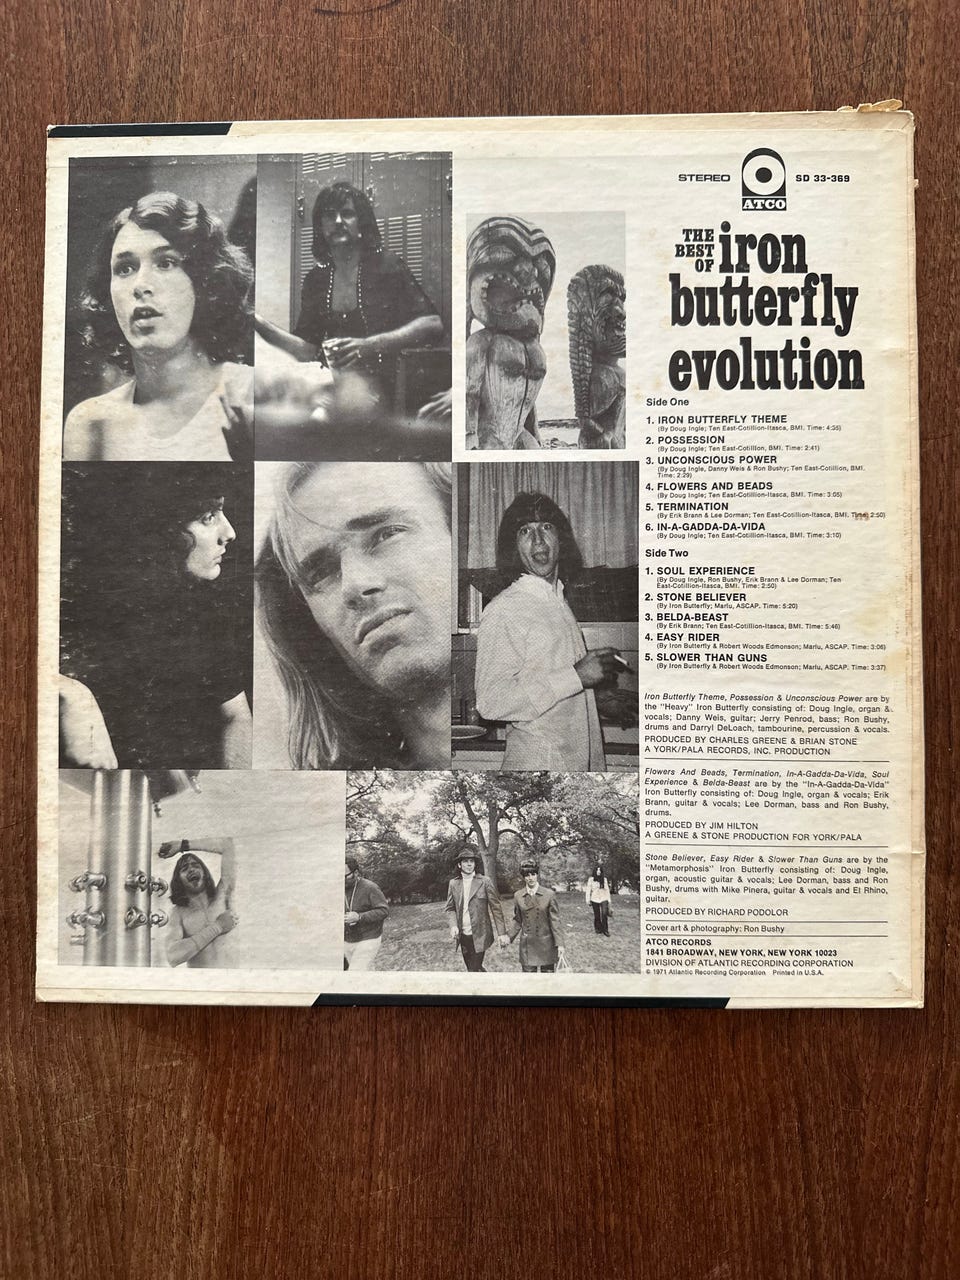 STEREO
ATCO
SD 33-369
THE
BEST
OF
iron
butterfly
evolution
Side One
1. IRON BUTTERFLY THEME
(By Doug Ingle; Ten East-Cotillion-Itasca, BMI. Time: 4:35)
2. POSSESSION
(By Doug Ingle; Ten East-Cotillion, BMI. Time: 2:41)
3. UNCONSCIOUS POWER
(By Doug Ingle, Danny Weis & Ron Bushy; Ten East-Cotillion, BMI.
Time: 2:29)
4. FLOWERS AND BEADS
(By Doug Ingle; Ten East-Cotillion-Itasca, BMI. Time: 3:05)
5. TERMINATION
(By Erik Brann & Lee Dorman; Ten East-Cotillion-Itasca, BMI. Time: 2:50)
6. IN-A-GADDA-DA-VIDA
(By Doug Ingle; Ten East-Cotillion-Itasca, BMI. Time: 3:10)
Side Two
1. SOUL EXPERIENCE
(By Doug Ingle, Ron Bushy, Erik Brann & Lee Dorman; Ten
East-Cotillion-Itasca, BMI. Time: 2:50)
2. STONE BELIEVER
(By Iron Butterfly; Marlu, ASCAP. Time: 5:20)
3. BELDA-BEAST
(By Erik Brann; Ten East-Cotillion-Itasca, BMI. Time: 5:46)
4. EASY RIDER
(By Iron Butterfly & Robert Woods Edmonson; Marlu, ASCAP. Time: 3:06)
5. SLOWER THAN GUNS
(By Iron Butterfly & Robert Woods Edmonson; Marlu, ASCAP. Time: 3:37)
Iron Butterfly Theme, Possession & Unconscious Power are by
the "Heavy" Iron Butterfly consisting of: Doug Ingle, organ &
vocals; Danny Weis, guitar; Jerry Penrod, bass; Ron Bushy,
drums and Darryl DeLoach, tambourine, percussion & vocals.
PRODUCED BY CHARLES GREENE & BRIAN STONE
A YORK/PALA RECORDS, INC. PRODUCTION
Flowers And Beads, Termination, In-A-Gadda-Da-Vida, Soul
Experience & Belda-Beast are by the "In-A-Gadda-Da-Vida"
Iron Butterfly consisting of: Doug Ingle, organ & vocals; Erik
Brann, guitar & vocals; Lee Dorman, bass and Ron Bushy,
drums.
PRODUCED BY JIM HILTON
A GREENE & STONE PRODUCTION FOR YORK/PALA
Stone Believer, Easy Rider & Slower Than Guns are by the
"Metamorphosis" Iron Butterfly consisting of: Doug Ingle,
organ, acoustic guitar & vocals; Lee Dorman, bass and Ron
Bushy, drums with Mike Pinera, guitar & vocals and El Rhino,
guitar.
PRODUCED BY RICHARD PODOLOR
Cover art & photography: Ron Bushy
ATCO RECORDS
1841 BROADWAY, NEW YORK, NEW YORK 10023
DIVISION OF ATLANTIC RECORDING CORPORATION
© 1971 Atlantic Recording Corporation Printed in U.S.A.